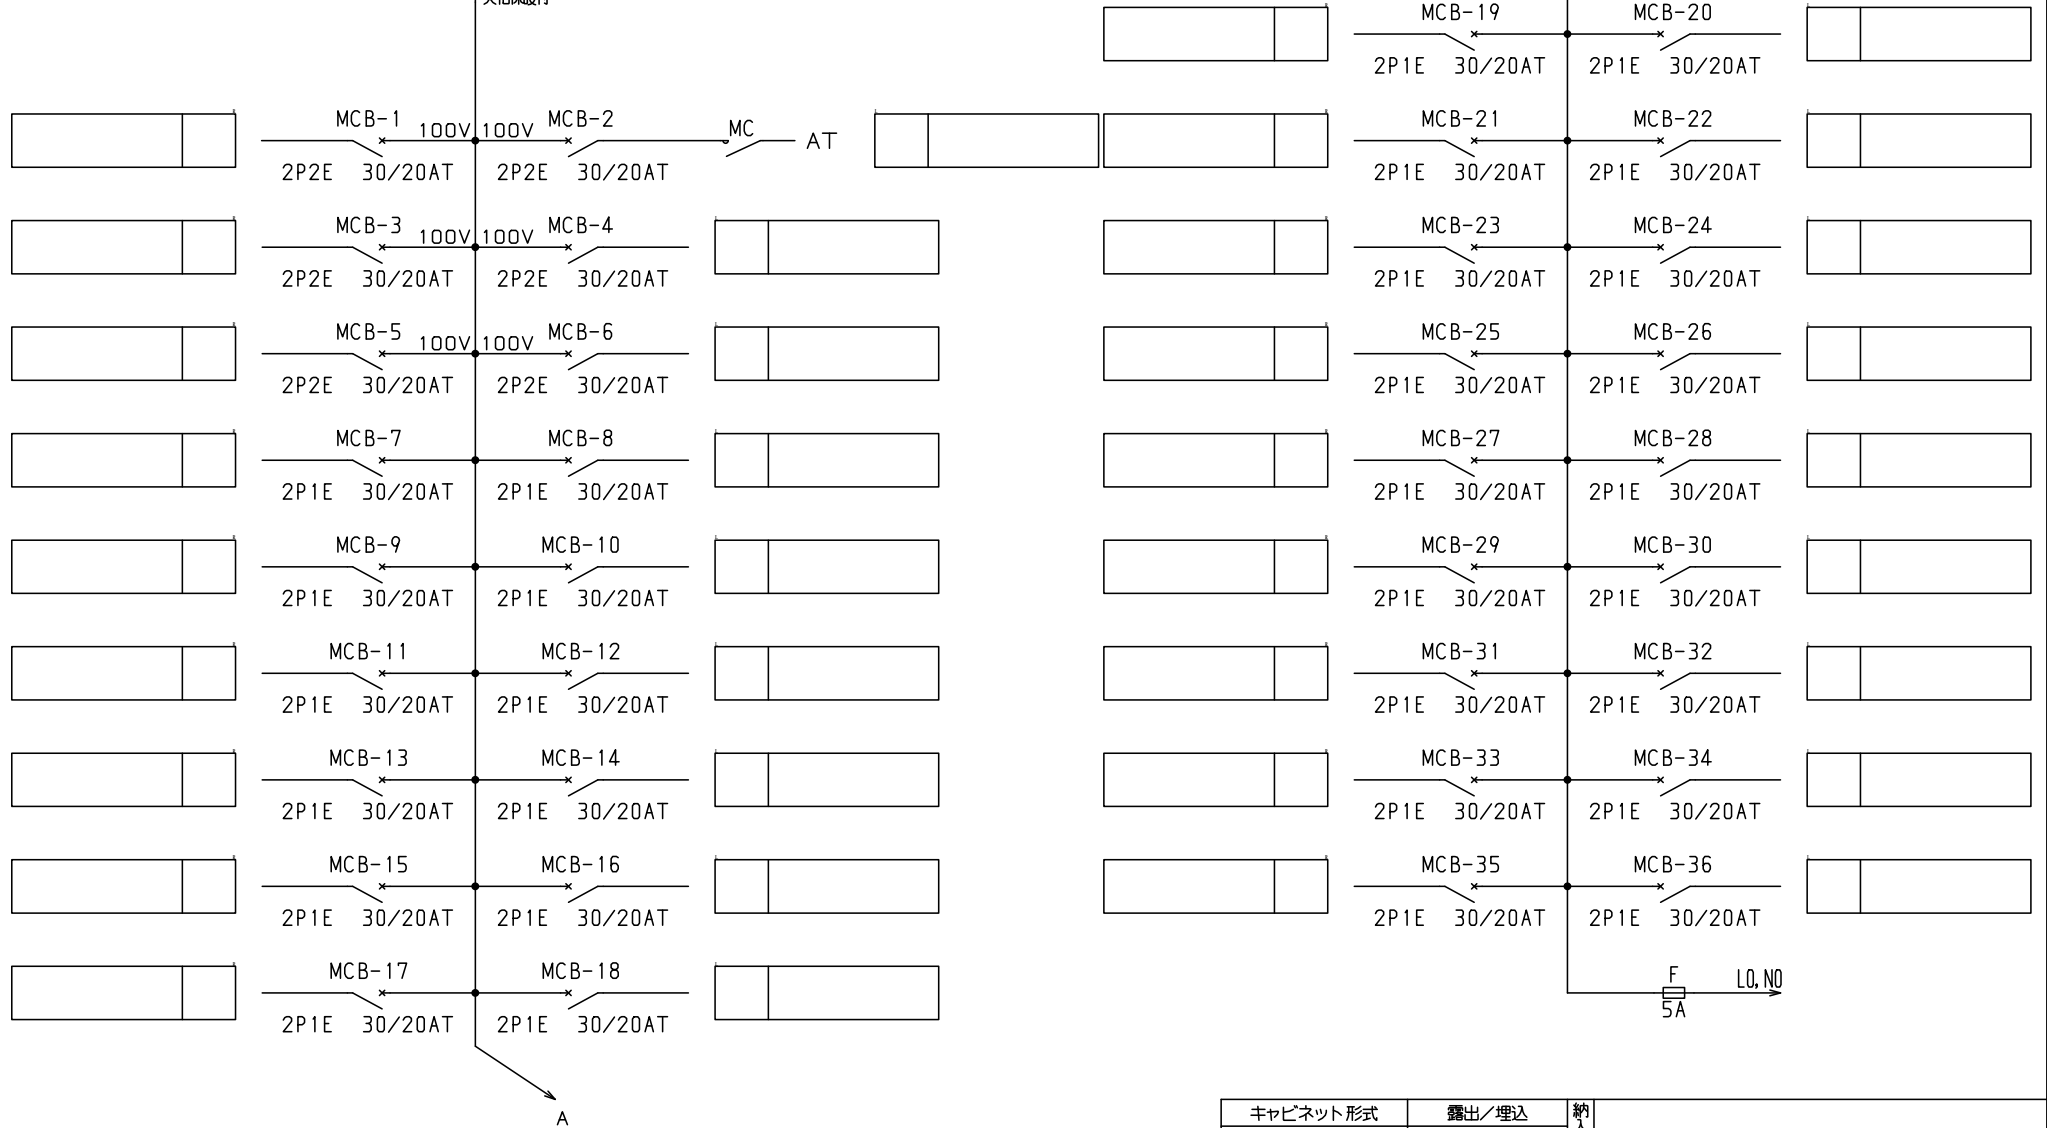 MCB-1 100V 100V MCB-2 MC AT
2P2E 30/20AT 2P2E 30/20AT
MCB-3 100V 100V MCB-4
2P2E 30/20AT 2P2E 30/20AT
MCB-5 100V 100V MCB-6
2P2E 30/20AT 2P2E 30/20AT
MCB-7 MCB-8
2P1E 30/20AT 2P1E 30/20AT
MCB-9 MCB-10
2P1E 30/20AT 2P1E 30/20AT
MCB-11 MCB-12
2P1E 30/20AT 2P1E 30/20AT
MCB-13 MCB-14
2P1E 30/20AT 2P1E 30/20AT
MCB-15 MCB-16
2P1E 30/20AT 2P1E 30/20AT
MCB-17 MCB-18
2P1E 30/20AT 2P1E 30/20AT
A
MCB-19 MCB-20
2P1E 30/20AT 2P1E 30/20AT
MCB-21 MCB-22
2P1E 30/20AT 2P1E 30/20AT
MCB-23 MCB-24
2P1E 30/20AT 2P1E 30/20AT
MCB-25 MCB-26
2P1E 30/20AT 2P1E 30/20AT
MCB-27 MCB-28
2P1E 30/20AT 2P1E 30/20AT
MCB-29 MCB-30
2P1E 30/20AT 2P1E 30/20AT
MCB-31 MCB-32
2P1E 30/20AT 2P1E 30/20AT
MCB-33 MCB-34
2P1E 30/20AT 2P1E 30/20AT
MCB-35 MCB-36
2P1E 30/20AT 2P1E 30/20AT
F L0,N0
5A
キャビネット形式 露出/埋込 納